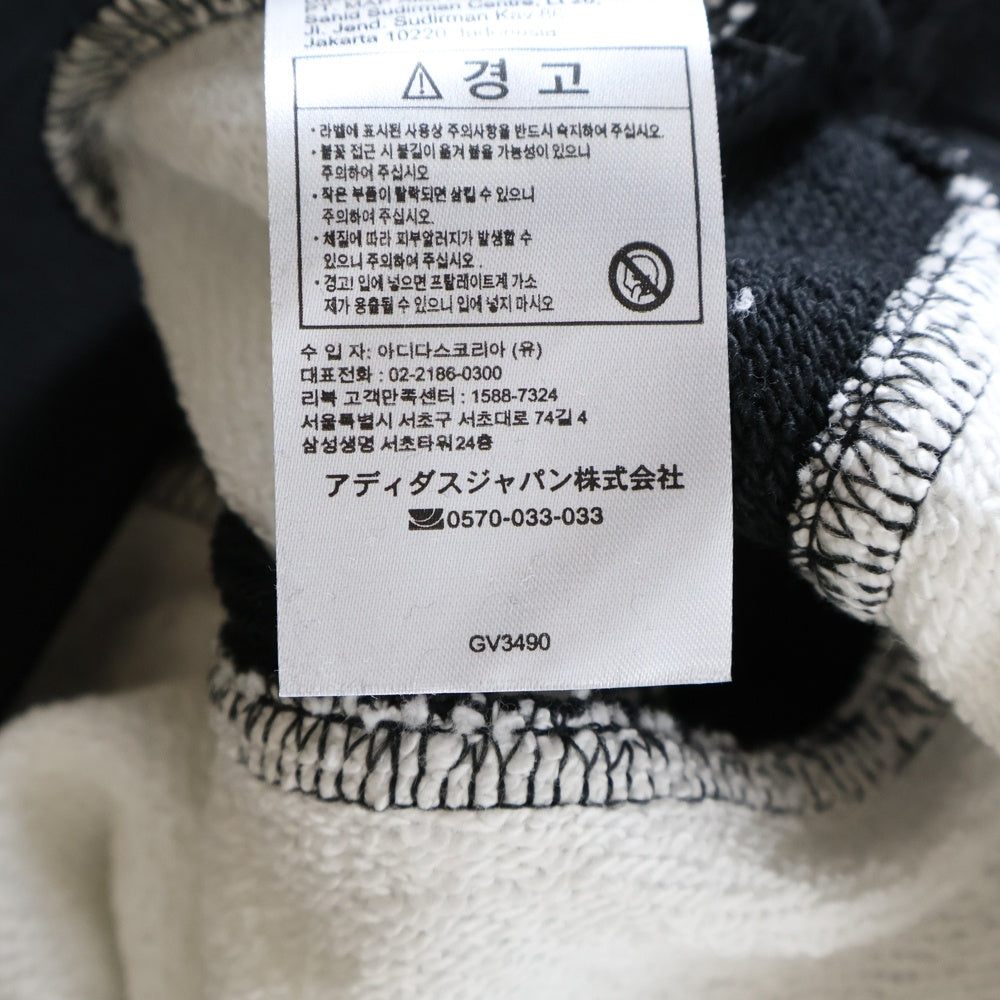 Sahid Sudirman Centre, Lt 26,
Jl. Jend. Sudirman Kav 86
Jakarta 10220 Indonesia
경 고
• 라벨에 표시된 사용상 주의사항을 반드시 숙지하여 주십시오.
• 불꽃 접근 시 불길이 옮겨 붙을 가능성이 있으니
주의하여 주십시오
• 작은 부품이 탈락되면 삼킬 수 있으니
주의하여 주십시오.
• 체질에 따라 피부알러지가 발생할 수
있으니 주의하여 주십시오 .
• 경고! 입에 넣으면 프탈레이트계 가소
제가 용출될 수 있으니 입에 넣지 마시오
수 입 자: 아디다스코리아 (유)
대표전화 : 02-2186-0300
리복 고객만족센터 : 1588-7324
서울특별시 서초구 서초대로 74길 4
삼성생명 서초타워 24층
アディダスジャパン株式会社
0570-033-033
GV3490